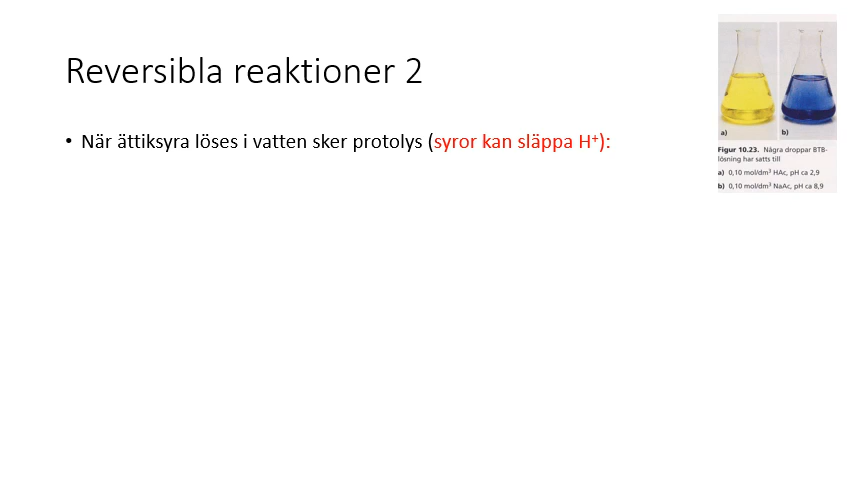 Reversibla reaktioner 2
• När ättiksyra löses i vatten sker protolys (syror kan släppa H⁺):
a)
b)
Figur 10.23. Några droppar BTB-
lösning har satts till
a) 0,10 mol/dm³ HAc, pH ca 2,9
b) 0,10 mol/dm³ NaAc, pH ca 8,9